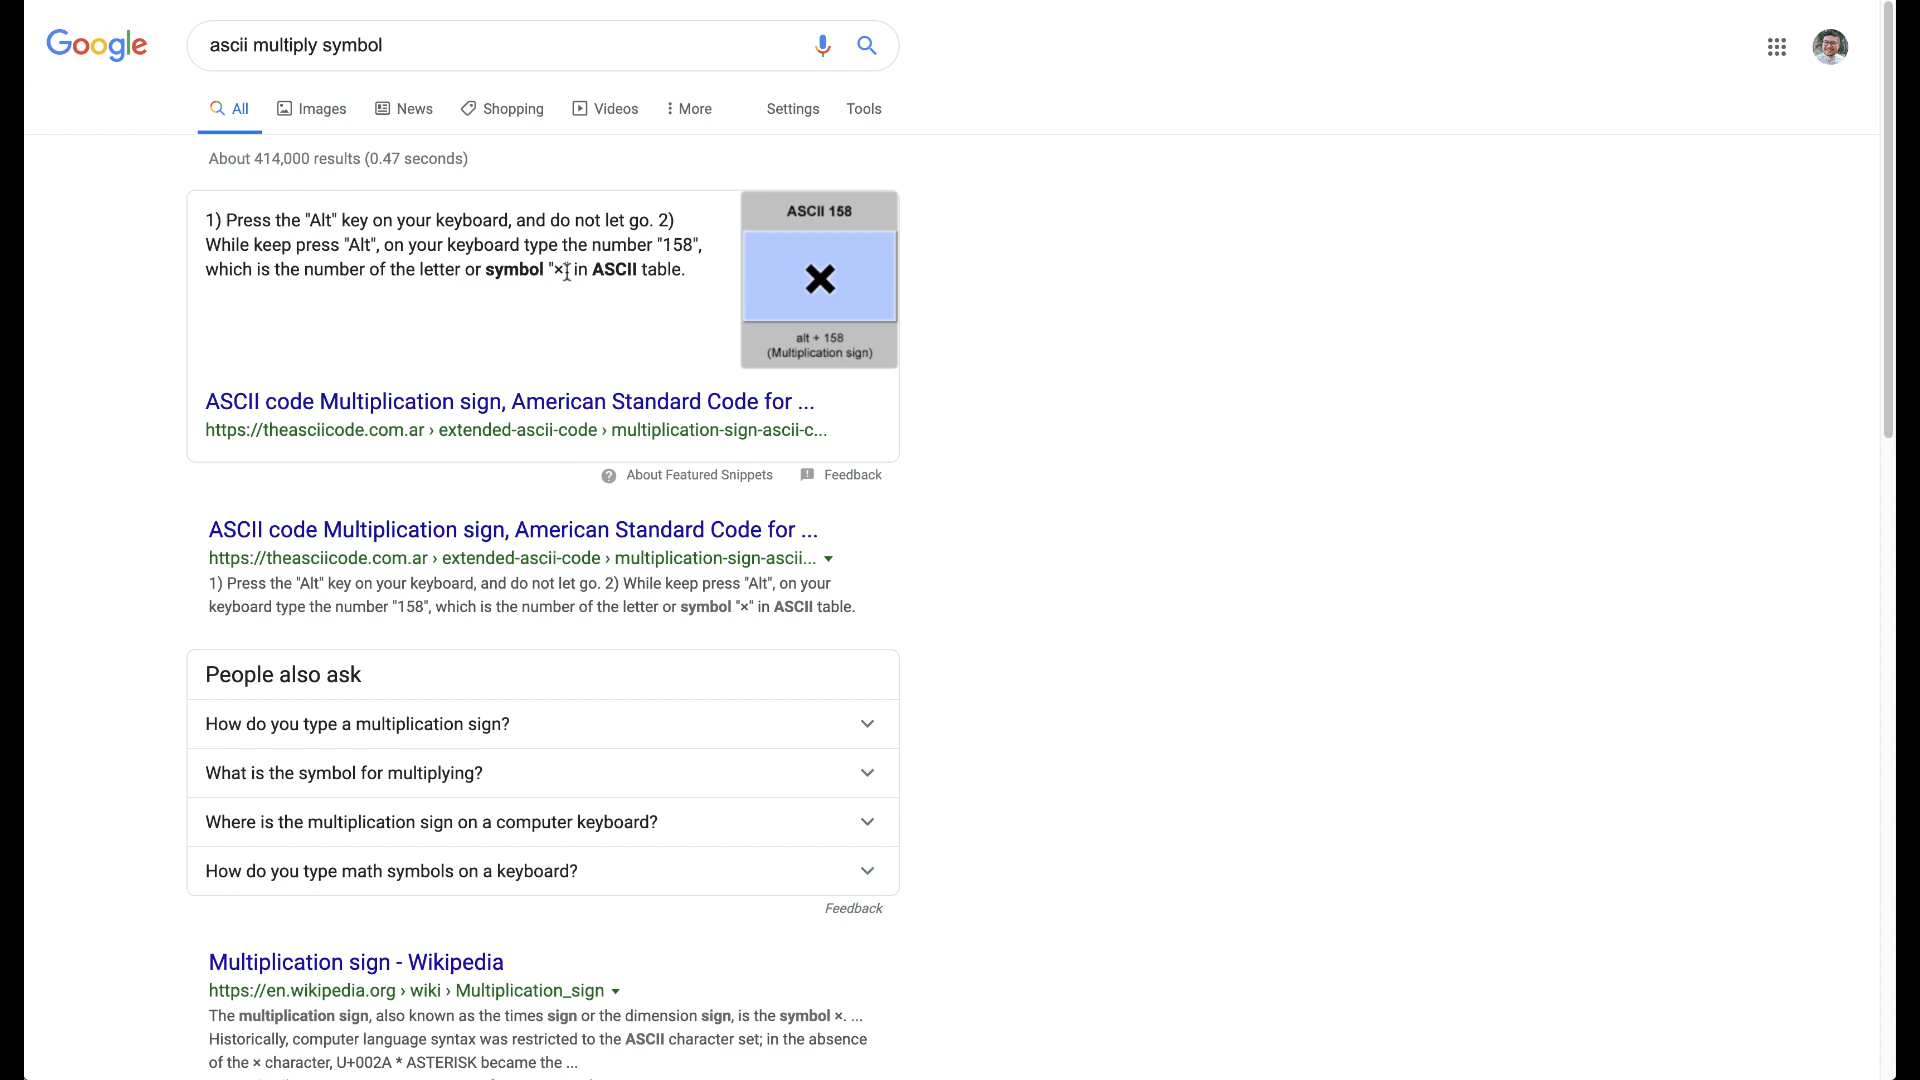 Google
ascii multiply symbol
All Images News Shopping Videos More Settings Tools
About 414,000 results (0.47 seconds)
1) Press the "Alt" key on your keyboard, and do not let go. 2)
While keep press "Alt", on your keyboard type the number "158",
which is the number of the letter or symbol "× in ASCII table.
ASCII 158
×
alt + 158
(Multiplication sign)
ASCII code Multiplication sign, American Standard Code for ...
https://theasciicode.com.ar › extended-ascii-code › multiplication-sign-ascii-c...
About Featured Snippets Feedback
ASCII code Multiplication sign, American Standard Code for ...
https://theasciicode.com.ar › extended-ascii-code › multiplication-sign-ascii...
1) Press the "Alt" key on your keyboard, and do not let go. 2) While keep press "Alt", on your
keyboard type the number "158", which is the number of the letter or symbol "×" in ASCII table.
People also ask
How do you type a multiplication sign?
What is the symbol for multiplying?
Where is the multiplication sign on a computer keyboard?
How do you type math symbols on a keyboard?
Feedback
Multiplication sign - Wikipedia
https://en.wikipedia.org › wiki › Multiplication_sign
The multiplication sign, also known as the times sign or the dimension sign, is the symbol ×. ...
Historically, computer language syntax was restricted to the ASCII character set; in the absence
of the × character, U+002A * ASTERISK became the ...